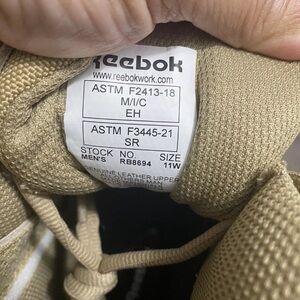 Reebok
www.reebokwork.com
ASTM F2413-18
M/I/C
EH
ASTM F3445-21
SR
STOCK NO. SIZE
MEN'S RB8694 11W
GENUINE LEATHER UPPER